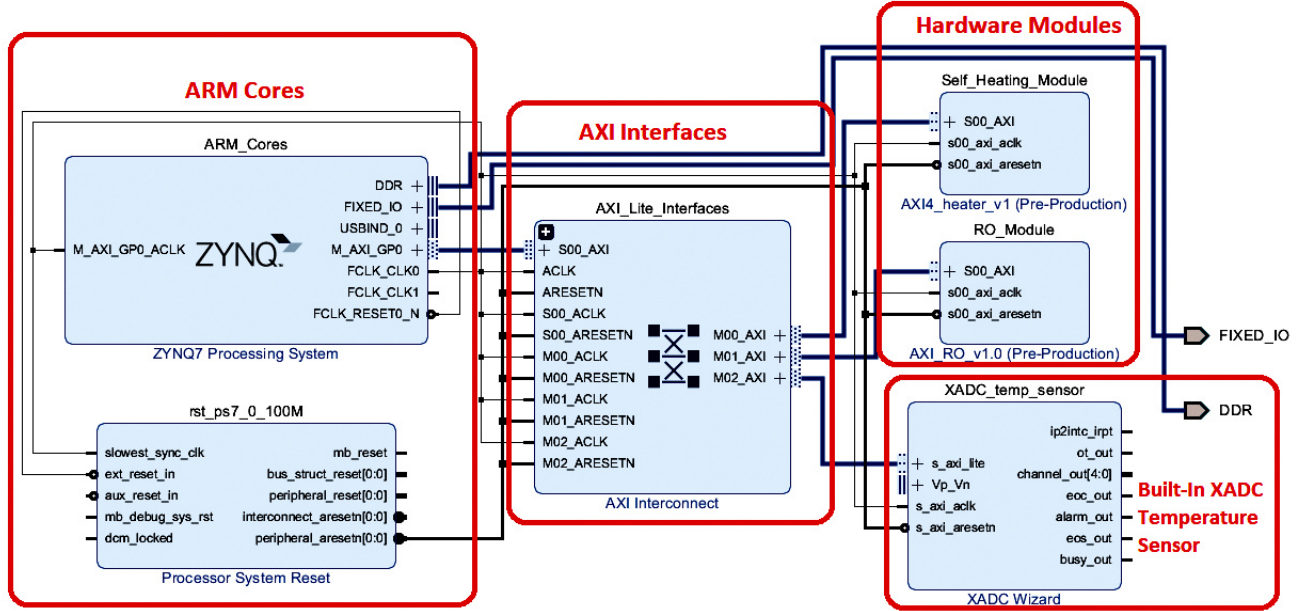 ARM Cores
ARM_Cores
DDR
FIXED_IO
USBIND_0
M_AXI_GP0_ACLK
ZYNQ
M_AXI_GP0
FCLK_CLK0
FCLK_CLK1
FCLK_RESET0_N
ZYNQ7 Processing System
rst_ps7_0_100M
slowest_sync_clk
mb_reset
ext_reset_in
bus_struct_reset[0:0]
aux_reset_in
peripheral_reset[0:0]
mb_debug_sys_rst
interconnect_aresetn[0:0]
dcm_locked
peripheral_aresetn[0:0]
Processor System Reset
AXI Interfaces
AXI_Lite_Interfaces
S00_AXI
ACLK
ARESETN
S00_ACLK
S00_ARESETN
M00_ACLK
M00_ARESETN
M01_ACLK
M01_ARESETN
M02_ACLK
M02_ARESETN
M00_AXI
M01_AXI
M02_AXI
AXI Interconnect
Hardware Modules
Self_Heating_Module
S00_AXI
s00_axi_aclk
s00_axi_aresetn
AXI4_heater_v1 (Pre-Production)
RO_Module
S00_AXI
s00_axi_aclk
s00_axi_aresetn
AXI_RO_v1.0 (Pre-Production)
FIXED_IO
DDR
XADC_temp_sensor
s_axi_lite
Vp_Vn
s_axi_aclk
s_axi_aresetn
ip2intc_irpt
ot_out
channel_out[4:0]
eoc_out
alarm_out
eos_out
busy_out
XADC Wizard
Built-In XADC
Temperature
Sensor